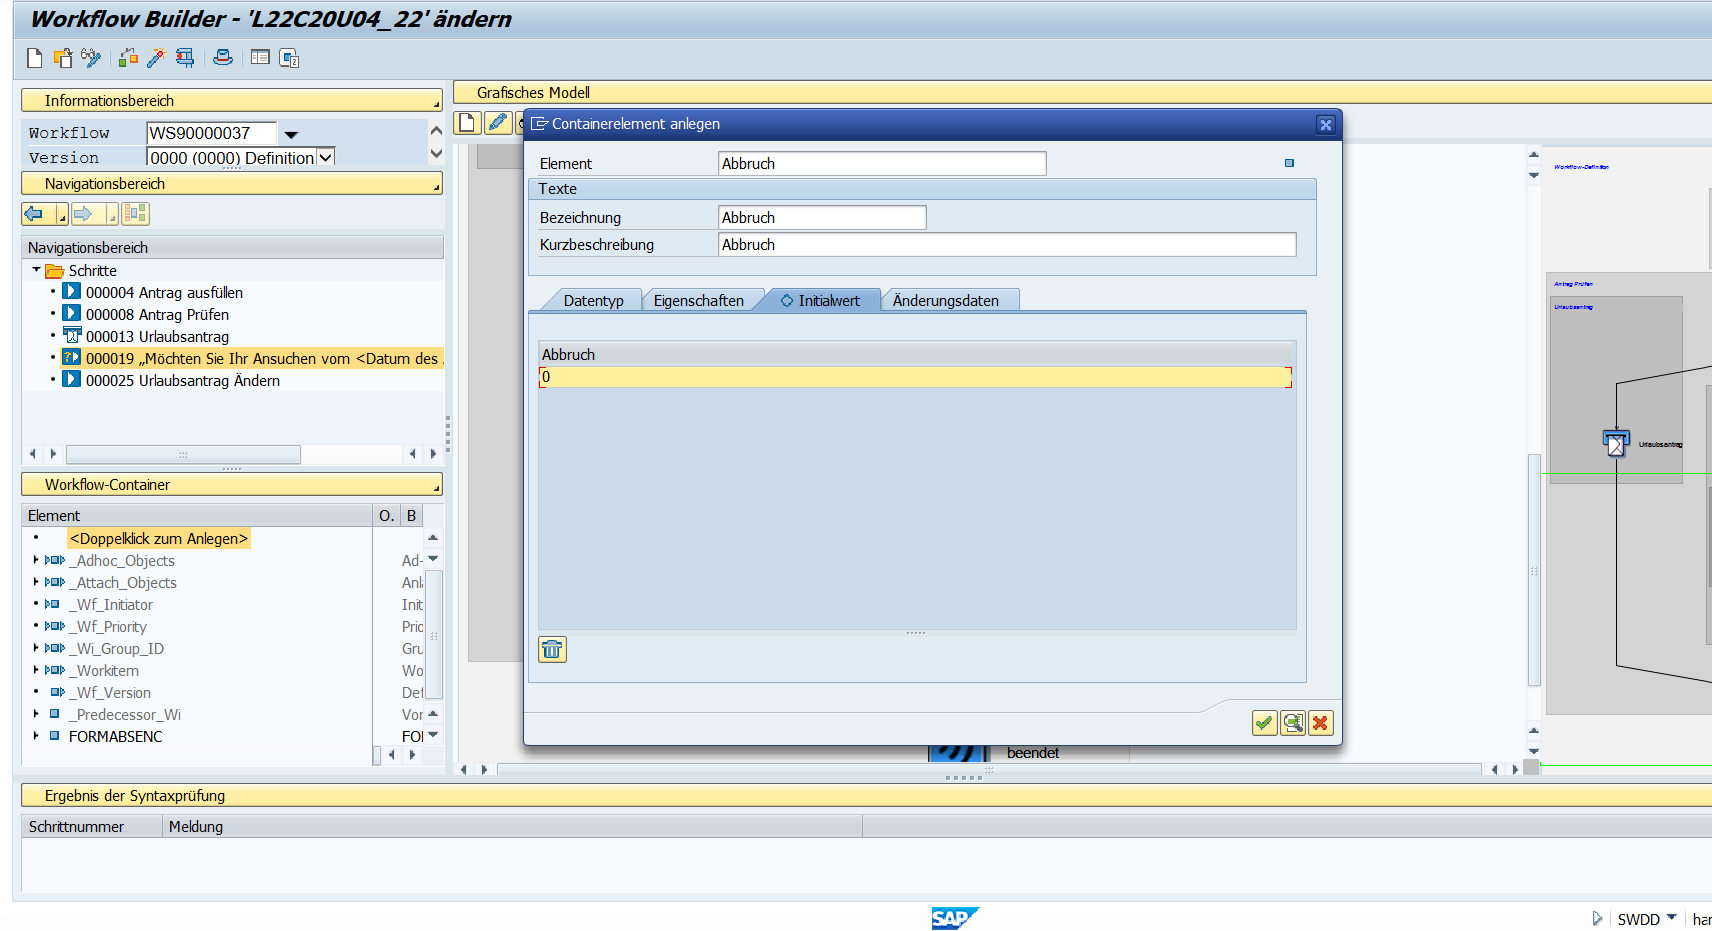 Workflow Builder - 'L22C20U04_22' ändern
Informationsbereich
Workflow WS90000037
Version 0000 (0000) Definition
Navigationsbereich
Navigationsbereich
Schritte
000004 Antrag ausfüllen
000008 Antrag Prüfen
000013 Urlaubsantrag
000019 „Möchten Sie Ihr Ansuchen vom <Datum des
000025 Urlaubsantrag Ändern
Workflow-Container
Element O. B
<Doppelklick zum Anlegen>
_Adhoc_Objects Ad-
_Attach_Objects Anl
_Wf_Initiator Init
_Wf_Priority Prio
_Wi_Group_ID Gru
_Workitem Wo
_Wf_Version Def
_Predecessor_Wi Vor
FORMABSENC FO
Grafisches Modell
Containerelement anlegen
Element Abbruch
Texte
Bezeichnung Abbruch
Kurzbeschreibung Abbruch
Datentyp Eigenschaften Initialwert Änderungsdaten
Abbruch
0
beendet
Workflow-Definition
Antrag Prüfen
Urlaubsantrag
Urlaubsantrag
Ergebnis der Syntaxprüfung
Schrittnummer Meldung
SAP
SWDD har